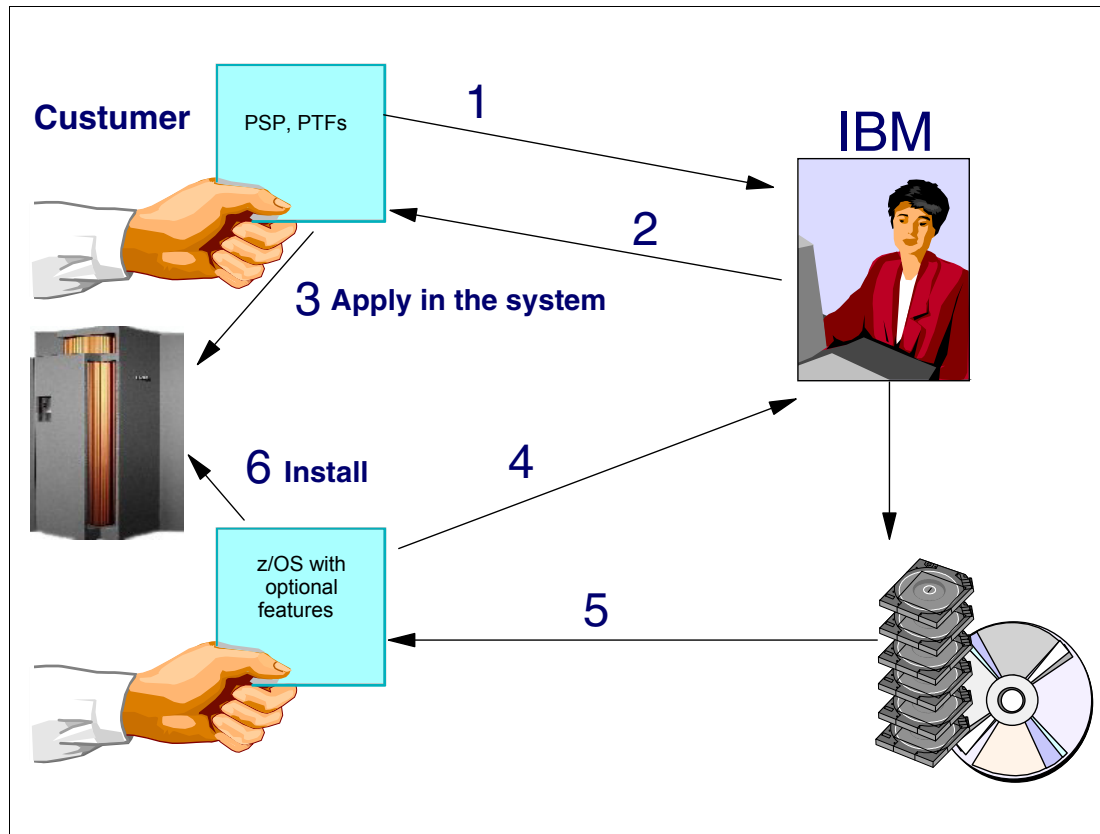 Custumer
PSP, PTFs
1
IBM
2
3 Apply in the system
6 Install
4
z/OS with
optional
features
5